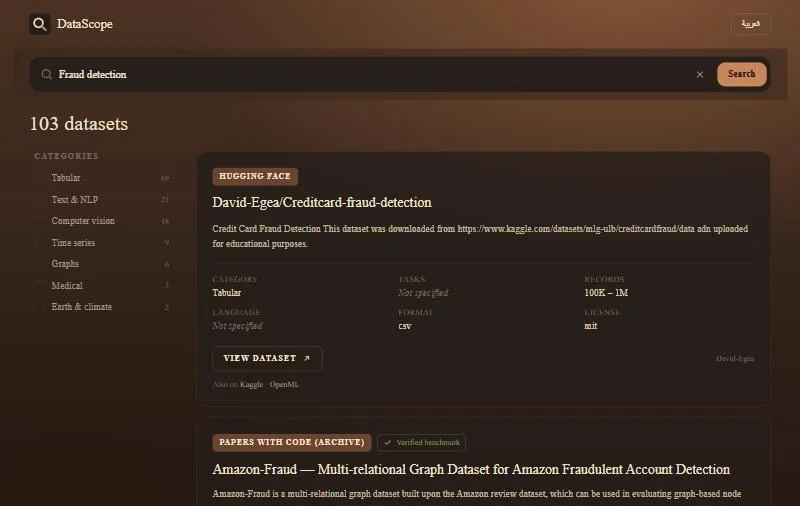 DataScope
العربية
Fraud detection
Search
103 datasets
CATEGORIES
Tabular 69
Text & NLP 21
Computer vision 18
Time series 9
Graphs 6
Medical 3
Earth & climate 2
HUGGING FACE
David-Egea/Creditcard-fraud-detection
Credit Card Fraud Detection This dataset was downloaded from https://www.kaggle.com/datasets/mlg-ulb/creditcardfraud/data adn uploaded
for educational purposes.
CATEGORY TASKS RECORDS
Tabular Not specified 100K – 1M
LANGUAGE FORMAT LICENSE
Not specified csv mit
VIEW DATASET ↗
David-Egea
Also on Kaggle · OpenML
PAPERS WITH CODE (ARCHIVE) ✓ Verified benchmark
Amazon-Fraud — Multi-relational Graph Dataset for Amazon Fraudulent Account Detection
Amazon-Fraud is a multi-relational graph dataset built upon the Amazon review dataset, which can be used in evaluating graph-based node